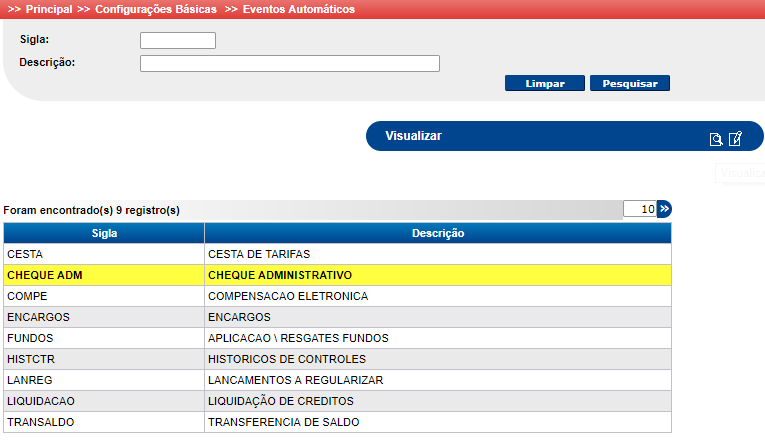 >> Principal >> Configurações Básicas >> Eventos Automáticos
Sigla:
Descrição:
Limpar Pesquisar
Visualizar
Visualiza
Foram encontrado(s) 9 registro(s) 10 »
Sigla Descrição
CESTA CESTA DE TARIFAS
CHEQUE ADM CHEQUE ADMINISTRATIVO
COMPE COMPENSACAO ELETRONICA
ENCARGOS ENCARGOS
FUNDOS APLICACAO \ RESGATES FUNDOS
HISTCTR HISTORICOS DE CONTROLES
LANREG LANCAMENTOS A REGULARIZAR
LIQUIDACAO LIQUIDAÇÃO DE CREDITOS
TRANSALDO TRANSFERENCIA DE SALDO